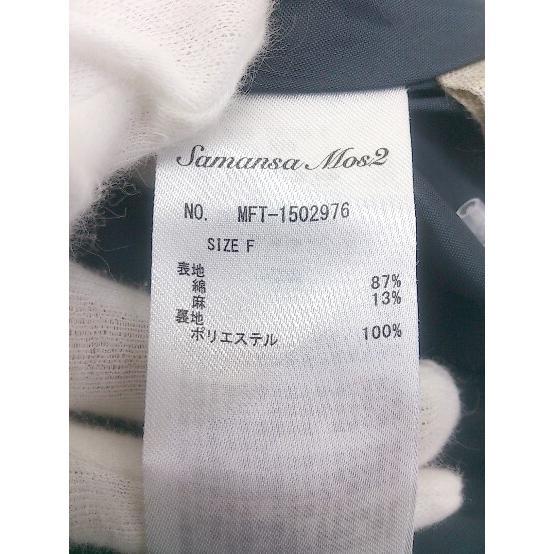 Samansa Mos2
NO. MFT-1502976
SIZE F
表地
綿 87%
麻 13%
裏地
ポリエステル 100%